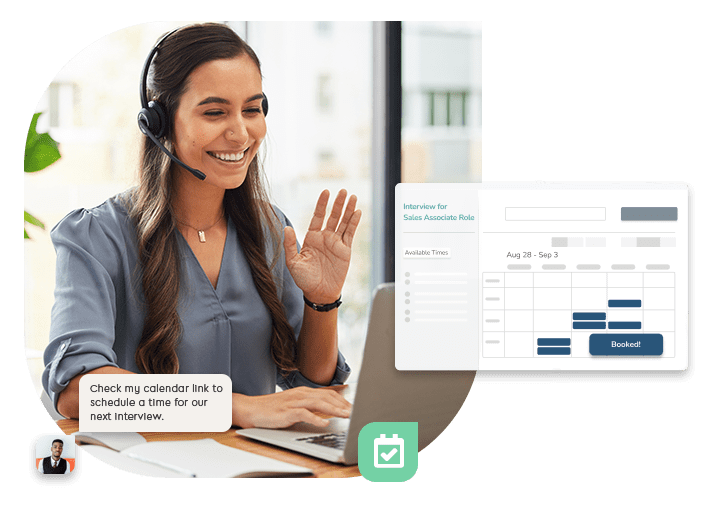 Interview for
Sales Associate Role
Available Times
Aug 28 - Sep 3
Booked!
Check my calendar link to
schedule a time for our
next interview.